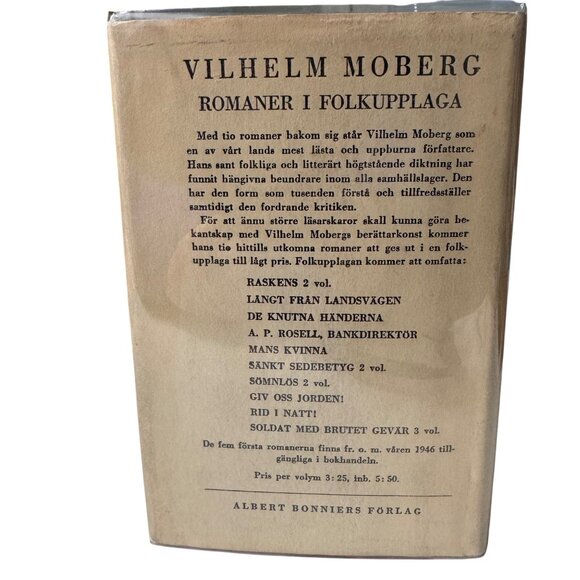 VILHELM MOBERG
ROMANER I FOLKUPPLAGA
Med tio romaner bakom sig står Vilhelm Moberg som
en av vårt lands mest lästa och uppburna författare.
Hans sant folkliga och litterärt högtstående diktning har
funnit hängivna beundrare inom alla samhällslager. Den
har den form som tusenden förstå och tillfredsställer
samtidigt den fordrande kritiken.
För att ännu större läsarskaror skall kunna göra be-
kantskap med Vilhelm Mobergs berättarkonst kommer
hans tio hittills utkomna romaner att ges ut i en folk-
upplaga till lågt pris. Folkupplagan kommer att omfatta:
RASKENS 2 vol.
LÅNGT FRÅN LANDSVÄGEN
DE KNUTNA HÄNDERNA
A. P. ROSELL, BANKDIREKTÖR
MANS KVINNA
SÄNKT SEDEBETYG 2 vol.
SÖMNLÖS 2 vol.
GIV OSS JORDEN!
RID I NATT!
SOLDAT MED BRUTET GEVÄR 3 vol.
De fem första romanerna finns fr. o. m. våren 1946 till-
gängliga i bokhandeln.
Pris per volym 3: 25, inb. 5: 50.
ALBERT BONNIERS FÖRLAG